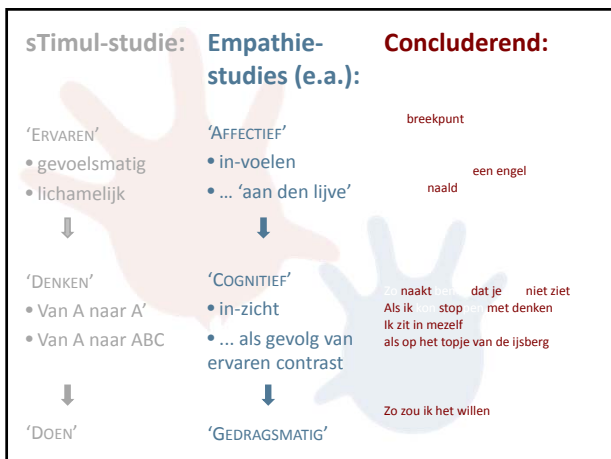 sTimul-studie:
‘ERVAREN’
• gevoelsmatig
• lichamelijk
‘DENKEN’
• Van A naar A’
• Van A naar ABC
‘DOEN’
Empathie-
studies (e.a.):
‘AFFECTIEF’
• in-voelen
• ... ‘aan den lijve’
‘COGNITIEF’
• in-zicht
• ... als gevolg van
ervaren contrast
‘GEDRAGSMATIG’
Concluderend:
breekpunt
een engel
naald
Zo naakt dat je niet ziet
Als ik stop met denken
Ik zit in mezelf
als op het topje van de ijsberg
Zo zou ik het willen